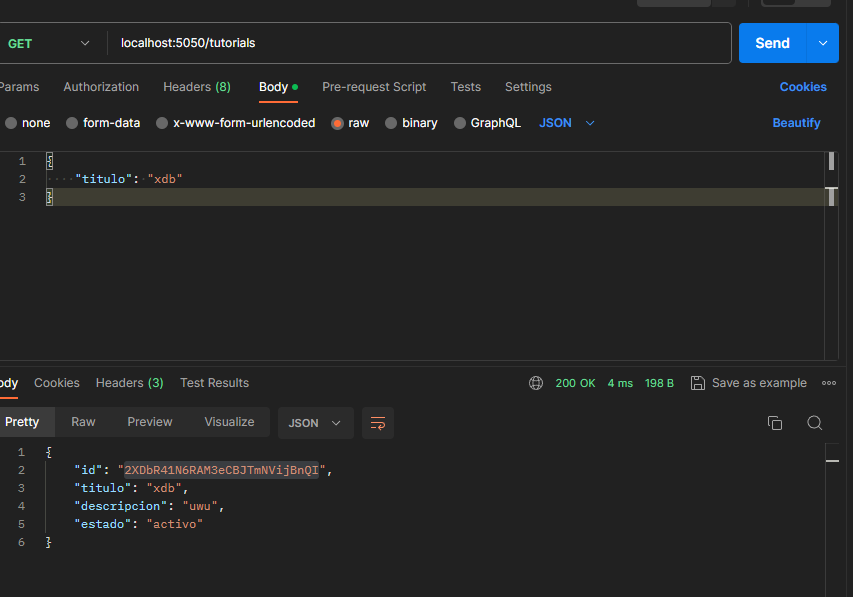 GET localhost:5050/tutorials Send
Params Authorization Headers (8) Body Pre-request Script Tests Settings Cookies
none form-data x-www-form-urlencoded raw binary GraphQL JSON Beautify
1 {
2 "titulo": "xdb"
3 }
ody Cookies Headers (3) Test Results 200 OK 4 ms 198 B Save as example
Pretty Raw Preview Visualize JSON
1 {
2 "id": "2XDbR41N6RAM3eCBJTmNVijBnQI",
3 "titulo": "xdb",
4 "descripcion": "uwu",
5 "estado": "activo"
6 }